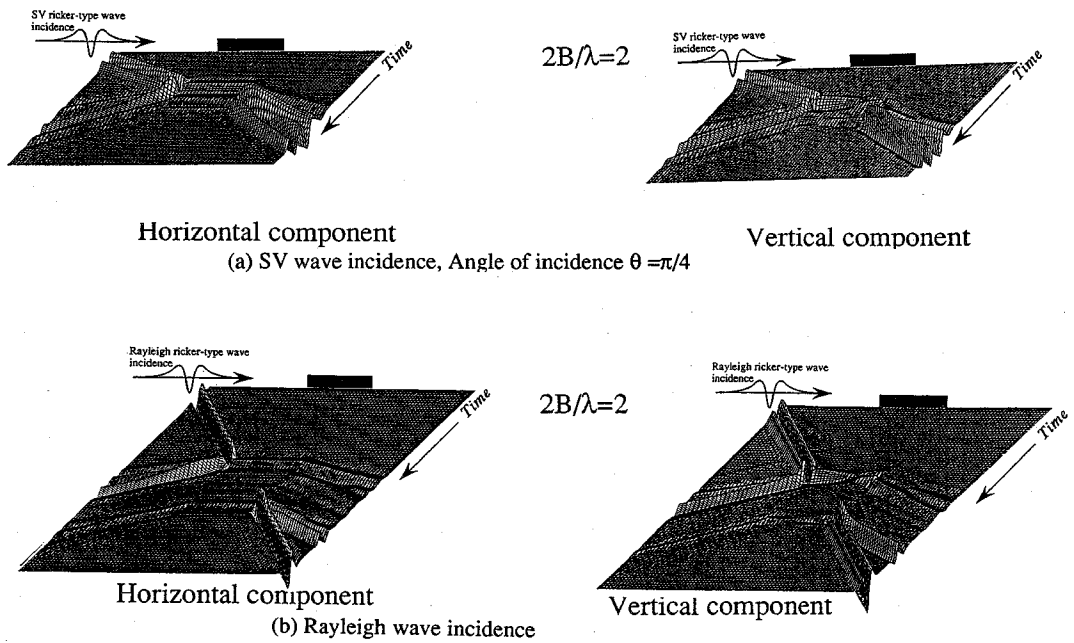 SV ricker-type wave
incidence
Time
2B/λ=2
SV ricker-type wave
incidence
Time
Horizontal component
Vertical component
(a) SV wave incidence, Angle of incidence θ =π/4
Rayleigh ricker-type wave
incidence
Time
2B/λ=2
Rayleigh ricker-type wave
incidence
Time
Horizontal component
Vertical component
(b) Rayleigh wave incidence